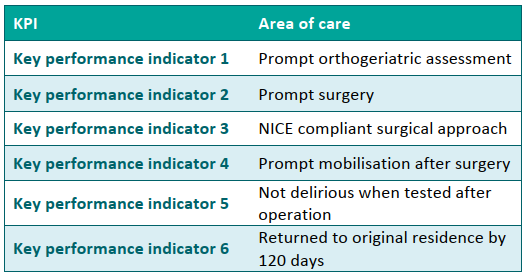 KPI Area of care
Key performance indicator 1 Prompt orthogeriatric assessment
Key performance indicator 2 Prompt surgery
Key performance indicator 3 NICE compliant surgical approach
Key performance indicator 4 Prompt mobilisation after surgery
Key performance indicator 5 Not delirious when tested after
operation
Key performance indicator 6 Returned to original residence by
120 days